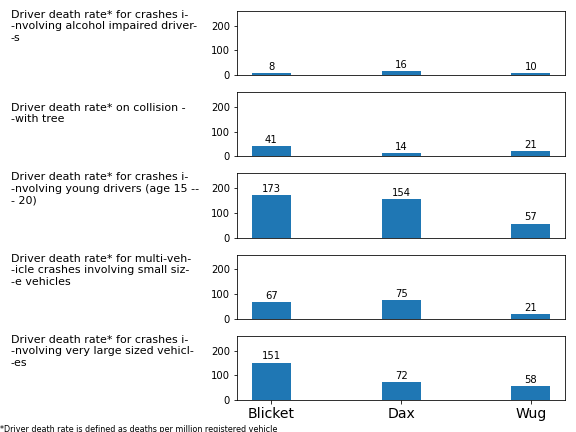 Driver death rate* for crashes i-
-nvolving alcohol impaired driver-
-s
200
100
0
8
16
10
Driver death rate* on collision -
-with tree
200
100
0
41
14
21
Driver death rate* for crashes i-
-nvolving young drivers (age 15 --
- 20)
200
100
0
173
154
57
Driver death rate* for multi-veh-
-icle crashes involving small siz-
-e vehicles
200
100
0
67
75
21
Driver death rate* for crashes i-
-nvolving very large sized vehicl-
-es
200
100
0
151
72
58
Blicket Dax Wug
*Driver death rate is defined as deaths per million registered vehicle